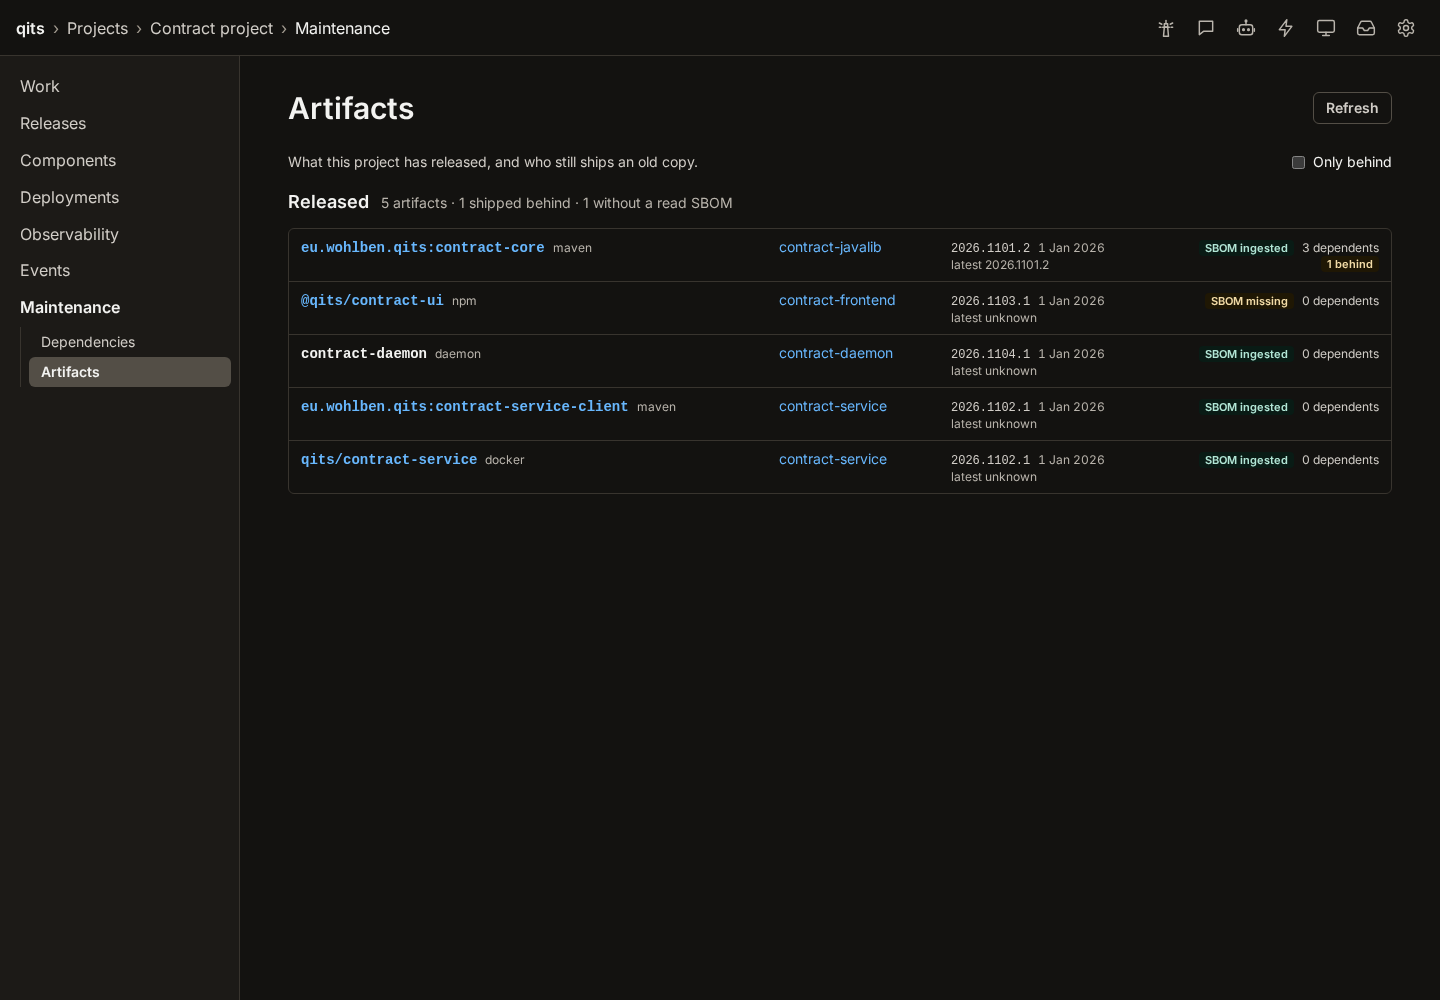 qits › Projects › Contract project › Maintenance
Work
Releases
Components
Deployments
Observability
Events
Maintenance
Dependencies
Artifacts
Artifacts
Refresh
What this project has released, and who still ships an old copy.
Only behind
Released 5 artifacts · 1 shipped behind · 1 without a read SBOM
eu.wohlben.qits:contract-core maven contract-javalib 2026.1101.2 1 Jan 2026 SBOM ingested 3 dependents
latest 2026.1101.2 1 behind
@qits/contract-ui npm contract-frontend 2026.1103.1 1 Jan 2026 SBOM missing 0 dependents
latest unknown
contract-daemon daemon contract-daemon 2026.1104.1 1 Jan 2026 SBOM ingested 0 dependents
latest unknown
eu.wohlben.qits:contract-service-client maven contract-service 2026.1102.1 1 Jan 2026 SBOM ingested 0 dependents
latest unknown
qits/contract-service docker contract-service 2026.1102.1 1 Jan 2026 SBOM ingested 0 dependents
latest unknown